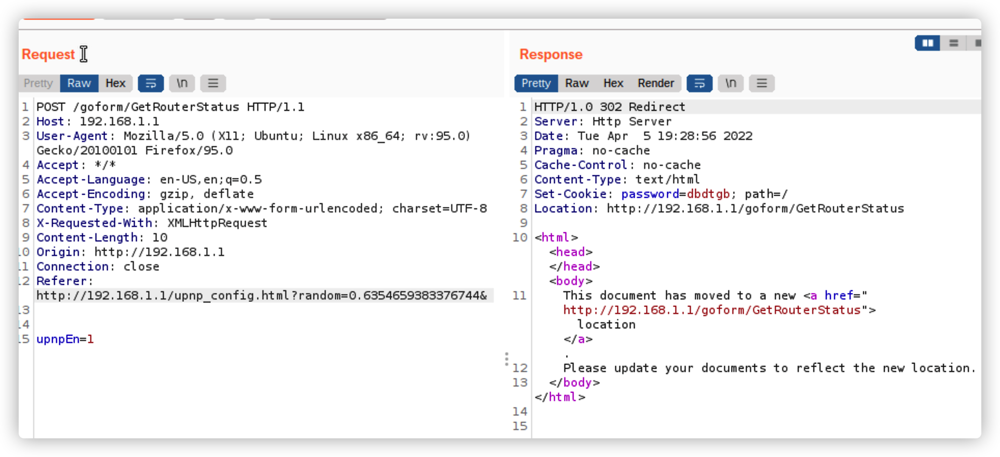 Request
Pretty Raw Hex \n
1 POST /goform/GetRouterStatus HTTP/1.1
2 Host: 192.168.1.1
3 User-Agent: Mozilla/5.0 (X11; Ubuntu; Linux x86_64; rv:95.0)
Gecko/20100101 Firefox/95.0
4 Accept: */*
5 Accept-Language: en-US,en;q=0.5
6 Accept-Encoding: gzip, deflate
7 Content-Type: application/x-www-form-urlencoded; charset=UTF-8
8 X-Requested-With: XMLHttpRequest
9 Content-Length: 10
10 Origin: http://192.168.1.1
11 Connection: close
12 Referer:
http://192.168.1.1/upnp_config.html?random=0.6354659383376744&
13
14
15 upnpEn=1
Response
Pretty Raw Hex Render \n
1 HTTP/1.0 302 Redirect
2 Server: Http Server
3 Date: Tue Apr  5 19:28:56 2022
4 Pragma: no-cache
5 Cache-Control: no-cache
6 Content-Type: text/html
7 Set-Cookie: password=dbdtgb; path=/
8 Location: http://192.168.1.1/goform/GetRouterStatus
9
10 <html>
<head>
</head>
<body>
11 This document has moved to a new <a href="
http://192.168.1.1/goform/GetRouterStatus">
location
</a>
.
12 Please update your documents to reflect the new location.
13 </body>
</html>
14
15